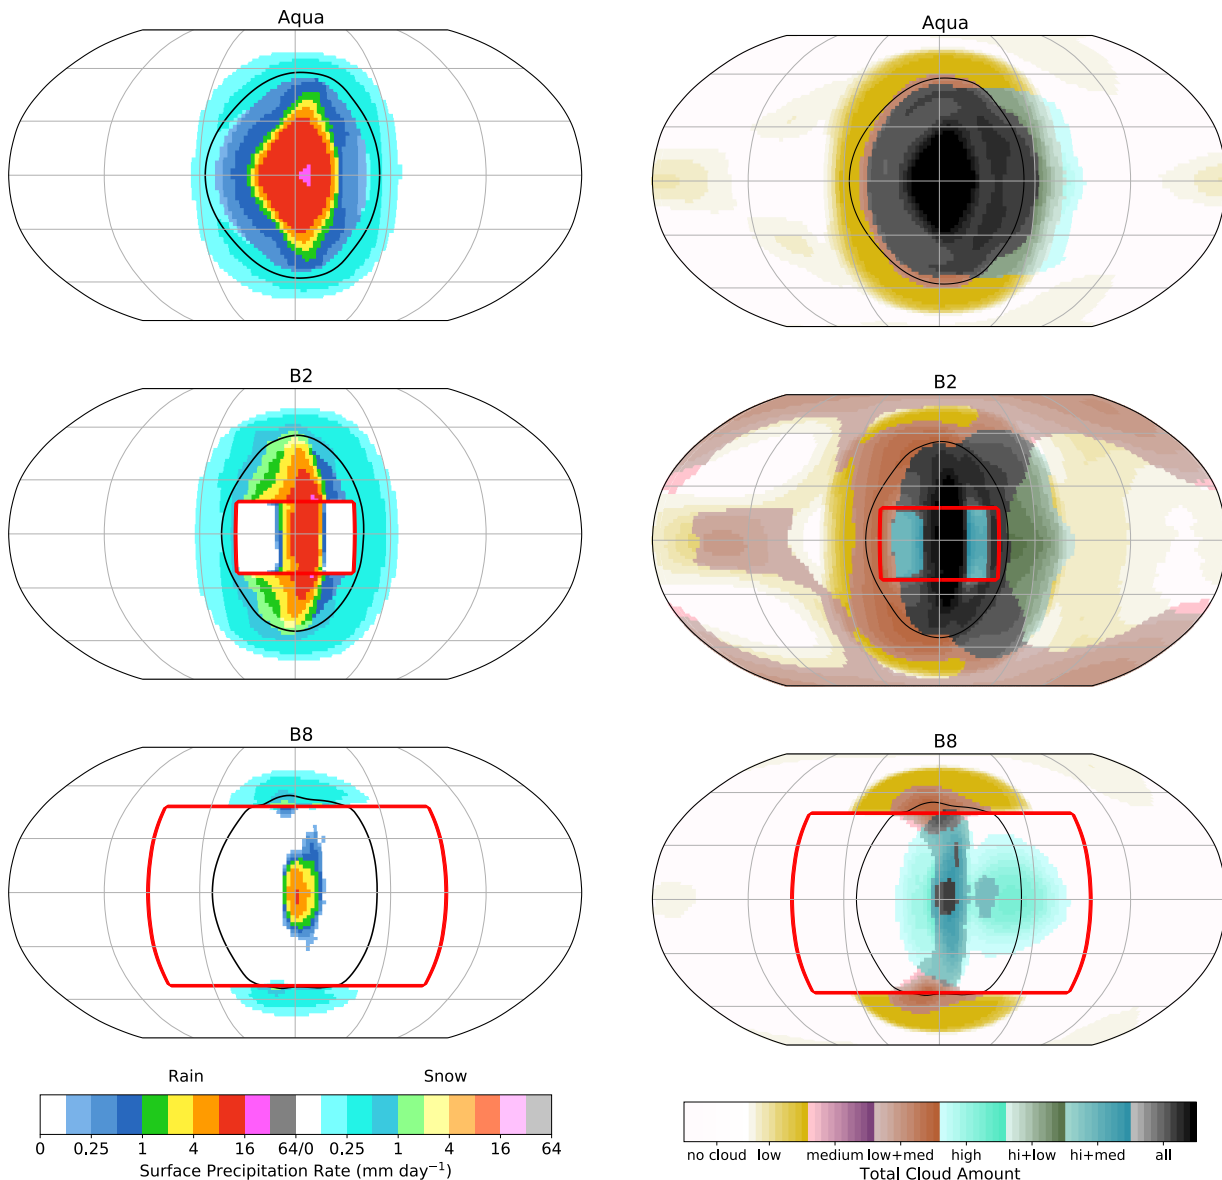 Aqua
Aqua
B2
B2
B8
B8
Rain Snow
0 0.25 1 4 16 64/0 0.25 1 4 16 64
Surface Precipitation Rate (mm day⁻¹)
no cloud low medium low+med high hi+low hi+med all
Total Cloud Amount